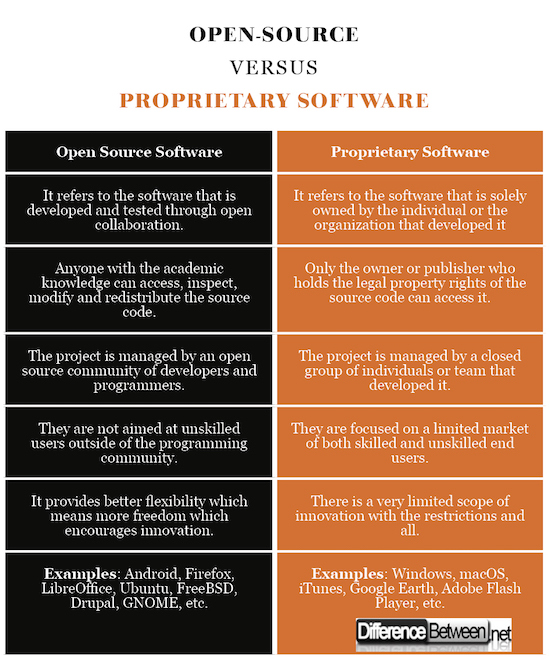 OPEN-SOURCE
VERSUS
PROPRIETARY SOFTWARE
Open Source Software
Proprietary Software
It refers to the software that is
developed and tested through open
collaboration.
It refers to the software that is solely
owned by the individual or the
organization that developed it
Anyone with the academic
knowledge can access, inspect,
modify and redistribute the source
code.
Only the owner or publisher who
holds the legal property rights of the
source code can access it.
The project is managed by an open
source community of developers and
programmers.
The project is managed by a closed
group of individuals or team that
developed it.
They are not aimed at unskilled
users outside of the programming
community.
They are focused on a limited market
of both skilled and unskilled end
users.
It provides better flexibility which
means more freedom which
encourages innovation.
There is a very limited scope of
innovation with the restrictions and
all.
Examples: Android, Firefox,
LibreOffice, Ubuntu, FreeBSD,
Drupal, GNOME, etc.
Examples: Windows, macOS,
iTunes, Google Earth, Adobe Flash
Player, etc.
DifferenceBetween.net